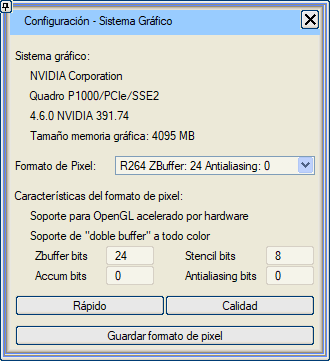 Configuración - Sistema Gráfico
Sistema gráfico:
NVIDIA Corporation
Quadro P1000/PCIe/SSE2
4.6.0 NVIDIA 391.74
Tamaño memoria gráfica: 4095 MB
Formato de Pixel: R264 ZBuffer: 24 Antialiasing: 0
Características del formato de pixel:
Soporte para OpenGL acelerado por hardware
Soporte de "doble buffer" a todo color
Zbuffer bits 24 Stencil bits 8
Accum bits 0 Antialiasing bits 0
Rápido Calidad
Guardar formato de pixel